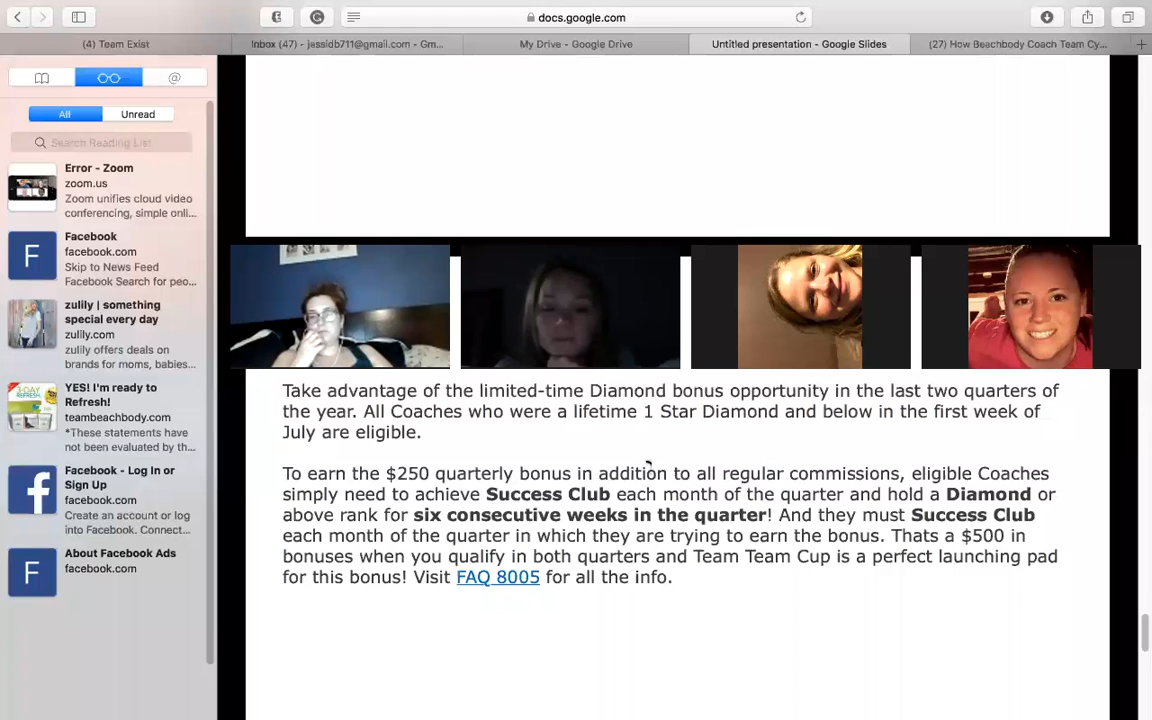 docs.google.com
(4) Team Exist
Inbox (47) - jessidb711@gmail.com - Gm...
My Drive - Google Drive
Untitled presentation - Google Slides
(27) How Beachbody Coach Team Cy...
All
Unread
Search Reading List
Error - Zoom
zoom.us
Zoom unifies cloud video
conferencing, simple onli...
Facebook
facebook.com
Skip to News Feed
Facebook Search for peo...
zulily | something
special every day
zulily.com
zulily offers deals on
brands for moms, babies...
YES! I'm ready to
Refresh!
teambeachbody.com
*These statements have
not been evaluated by th...
Facebook - Log In or
Sign Up
facebook.com
Create an account or log
into Facebook. Connect...
About Facebook Ads
facebook.com
Take advantage of the limited-time Diamond bonus opportunity in the last two quarters of
the year. All Coaches who were a lifetime 1 Star Diamond and below in the first week of
July are eligible.
To earn the $250 quarterly bonus in addition to all regular commissions, eligible Coaches
simply need to achieve Success Club each month of the quarter and hold a Diamond or
above rank for six consecutive weeks in the quarter! And they must Success Club
each month of the quarter in which they are trying to earn the bonus. Thats a $500 in
bonuses when you qualify in both quarters and Team Team Cup is a perfect launching pad
for this bonus! Visit FAQ 8005 for all the info.